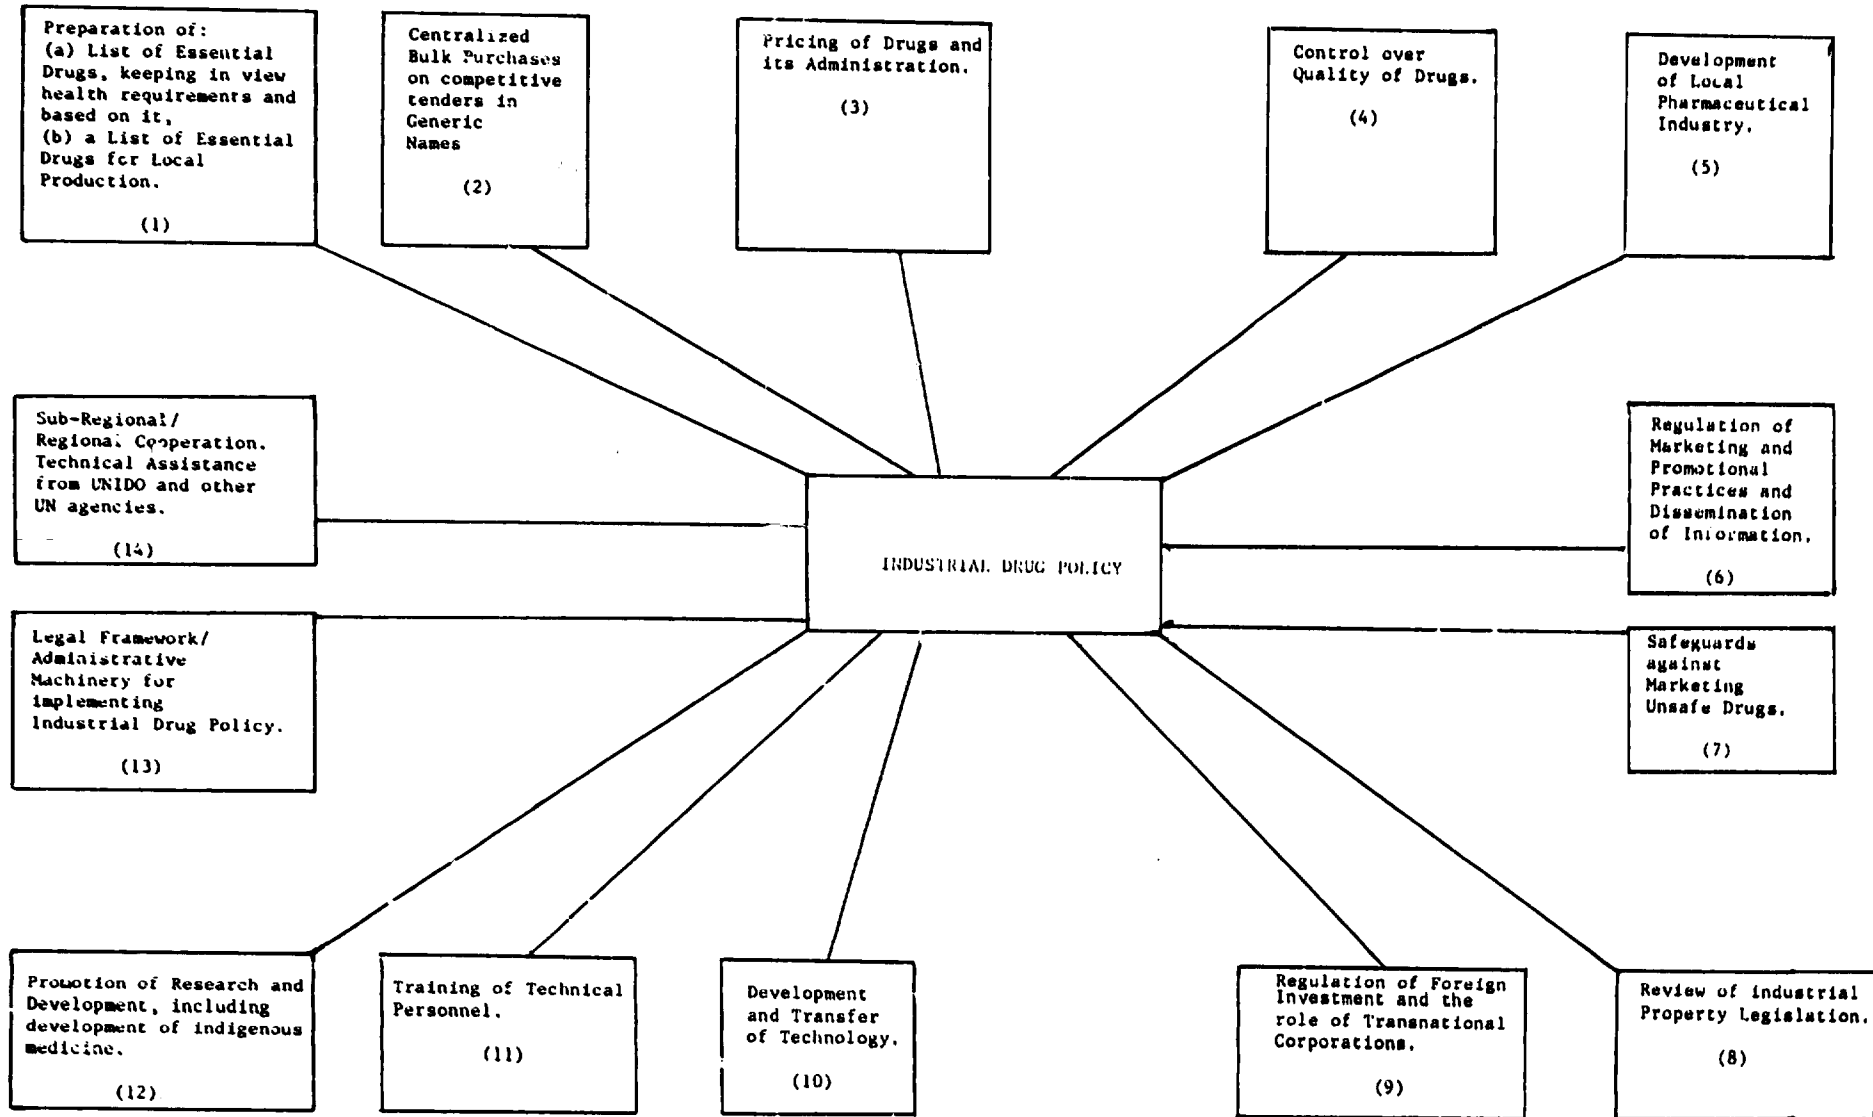 Preparation of:
(a) List of Essential
Drugs, keeping in view
health requirements and
based on it,
(b) a List of Essential
Drugs for Local
Production.
(1)
Centralized
Bulk Purchases
on competitive
tenders in
Generic
Names
(2)
Pricing of Drugs and
its Administration.
(3)
Control over
Quality of Drugs.
(4)
Development
of Local
Pharmaceutical
Industry.
(5)
Sub-Regional/
Regional Cooperation.
Technical Assistance
from UNIDO and other
UN agencies.
(14)
INDUSTRIAL DRUG POLICY
Regulation of
Marketing and
Promotional
Practices and
Dissemination
of Information.
(6)
Legal Framework/
Administrative
Machinery for
implementing
Industrial Drug Policy.
(13)
Safeguards
against
Marketing
Unsafe Drugs.
(7)
Promotion of Research and
Development, including
development of indigenous
medicine.
(12)
Training of Technical
Personnel.
(11)
Development
and Transfer
of Technology.
(10)
Regulation of Foreign
Investment and the
role of Transnational
Corporations.
(9)
Review of industrial
Property Legislation.
(8)